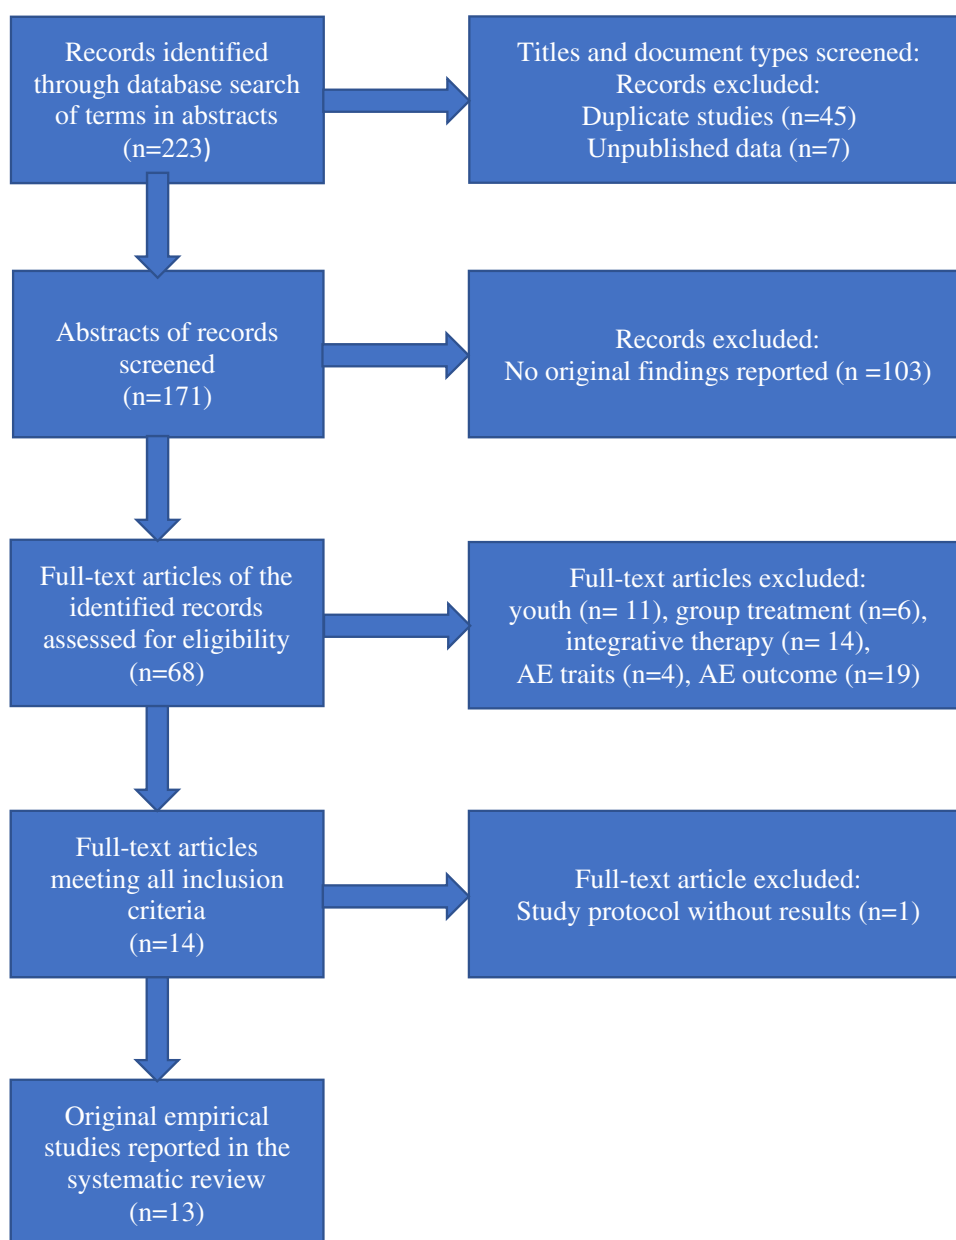 Records identified
through database search
of terms in abstracts
(n=223)
Titles and document types screened:
Records excluded:
Duplicate studies (n=45)
Unpublished data (n=7)
Abstracts of records
screened
(n=171)
Records excluded:
No original findings reported (n =103)
Full-text articles of the
identified records
assessed for eligibility
(n=68)
Full-text articles excluded:
youth (n= 11), group treatment (n=6),
integrative therapy (n= 14),
AE traits (n=4), AE outcome (n=19)
Full-text articles
meeting all inclusion
criteria
(n=14)
Full-text article excluded:
Study protocol without results (n=1)
Original empirical
studies reported in the
systematic review
(n=13)